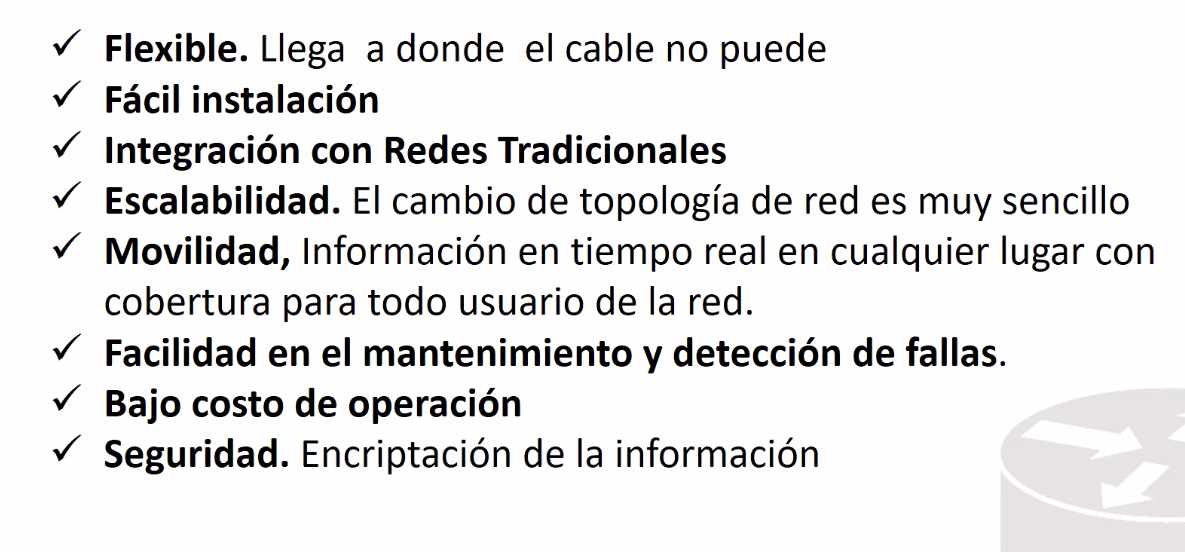 ✓ Flexible. Llega a donde el cable no puede
✓ Fácil instalación
✓ Integración con Redes Tradicionales
✓ Escalabilidad. El cambio de topología de red es muy sencillo
✓ Movilidad, Información en tiempo real en cualquier lugar con
cobertura para todo usuario de la red.
✓ Facilidad en el mantenimiento y detección de fallas.
✓ Bajo costo de operación
✓ Seguridad. Encriptación de la información